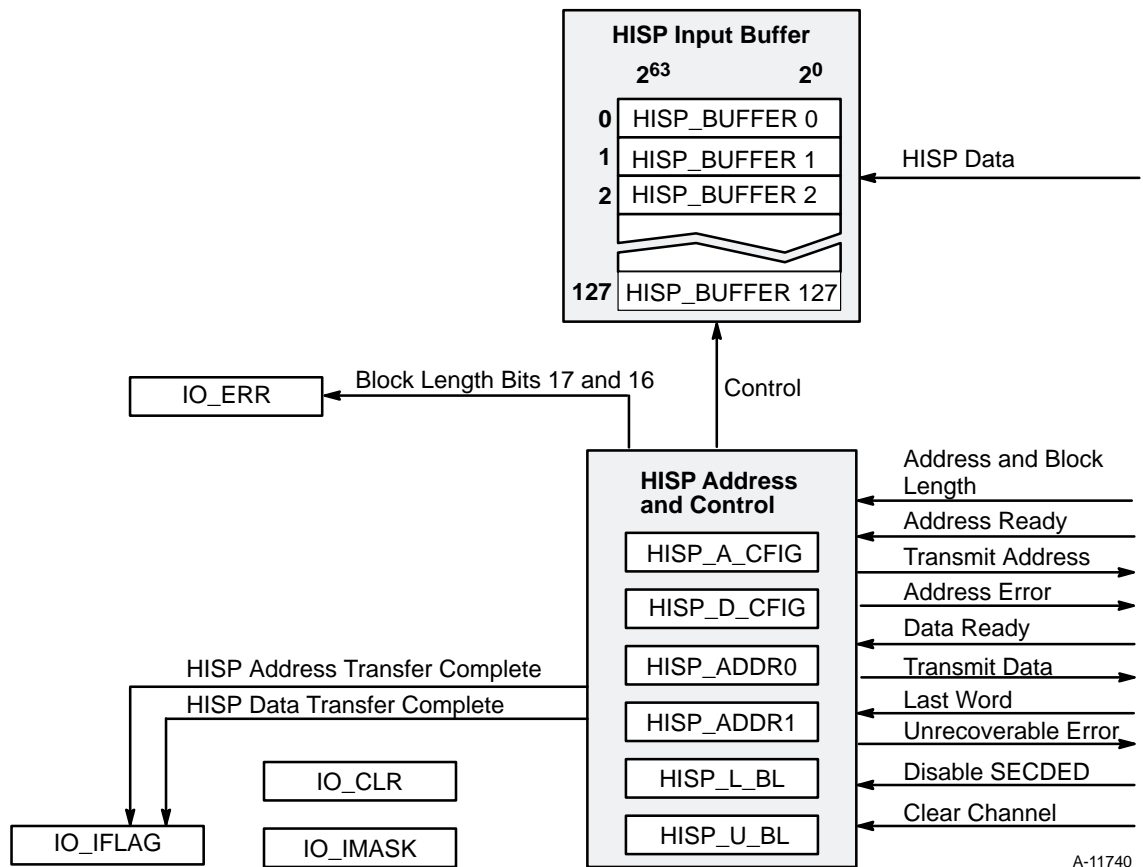 HISP Input Buffer
2^63 2^0
0 HISP_BUFFER 0
1 HISP_BUFFER 1
2 HISP_BUFFER 2
127 HISP_BUFFER 127
HISP Data
IO_ERR
Block Length Bits 17 and 16
Control
HISP Address
and Control
HISP_A_CFIG
HISP_D_CFIG
HISP_ADDR0
HISP_ADDR1
HISP_L_BL
HISP_U_BL
Address and Block
Length
Address Ready
Transmit Address
Address Error
Data Ready
Transmit Data
Last Word
Unrecoverable Error
Disable SECDED
Clear Channel
HISP Address Transfer Complete
HISP Data Transfer Complete
IO_CLR
IO_IFLAG
IO_IMASK
A-11740